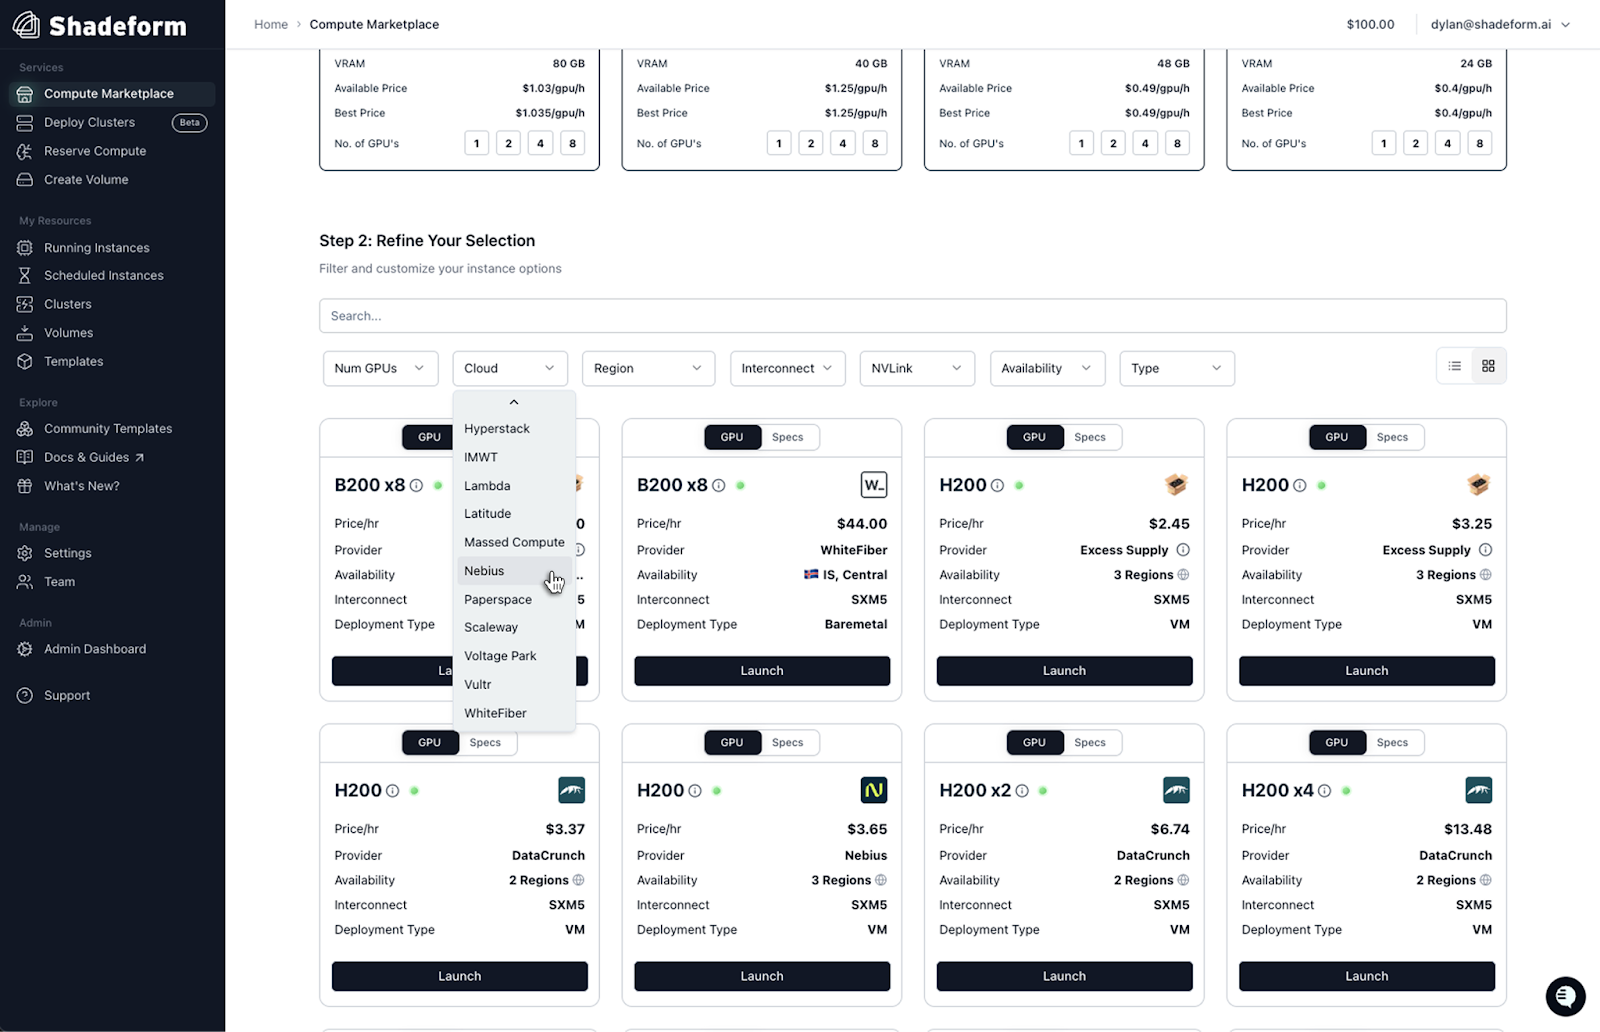 Shadeform
Home > Compute Marketplace
$100.00
dylan@shadeform.ai
Services
Compute Marketplace
Deploy Clusters Beta
Reserve Compute
Create Volume
My Resources
Running Instances
Scheduled Instances
Clusters
Volumes
Templates
Explore
Community Templates
Docs & Guides ↗
What's New?
Manage
Settings
Team
Admin
Admin Dashboard
Support
VRAM 80 GB
Available Price $1.03/gpu/h
Best Price $1.035/gpu/h
No. of GPU's 1 2 4 8
VRAM 40 GB
Available Price $1.25/gpu/h
Best Price $1.25/gpu/h
No. of GPU's 1 2 4 8
VRAM 48 GB
Available Price $0.49/gpu/h
Best Price $0.49/gpu/h
No. of GPU's 1 2 4 8
VRAM 24 GB
Available Price $0.4/gpu/h
Best Price $0.4/gpu/h
No. of GPU's 1 2 4 8
Step 2: Refine Your Selection
Filter and customize your instance options
Search...
Num GPUs Cloud Region Interconnect NVLink Availability Type
Hyperstack
IMWT
Lambda
Latitude
Massed Compute
Nebius
Paperspace
Scaleway
Voltage Park
Vultr
WhiteFiber
GPU
B200 x8
Price/hr 0
Provider
Availability ..
Interconnect 5
Deployment Type M
La
GPU Specs
B200 x8 W_
Price/hr $44.00
Provider WhiteFiber
Availability IS, Central
Interconnect SXM5
Deployment Type Baremetal
Launch
GPU Specs
H200
Price/hr $2.45
Provider Excess Supply
Availability 3 Regions
Interconnect SXM5
Deployment Type VM
Launch
GPU Specs
H200
Price/hr $3.25
Provider Excess Supply
Availability 3 Regions
Interconnect SXM5
Deployment Type VM
Launch
GPU Specs
H200
Price/hr $3.37
Provider DataCrunch
Availability 2 Regions
Interconnect SXM5
Deployment Type VM
Launch
GPU Specs
H200
Price/hr $3.65
Provider Nebius
Availability 3 Regions
Interconnect SXM5
Deployment Type VM
Launch
GPU Specs
H200 x2
Price/hr $6.74
Provider DataCrunch
Availability 2 Regions
Interconnect SXM5
Deployment Type VM
Launch
GPU Specs
H200 x4
Price/hr $13.48
Provider DataCrunch
Availability 2 Regions
Interconnect SXM5
Deployment Type VM
Launch